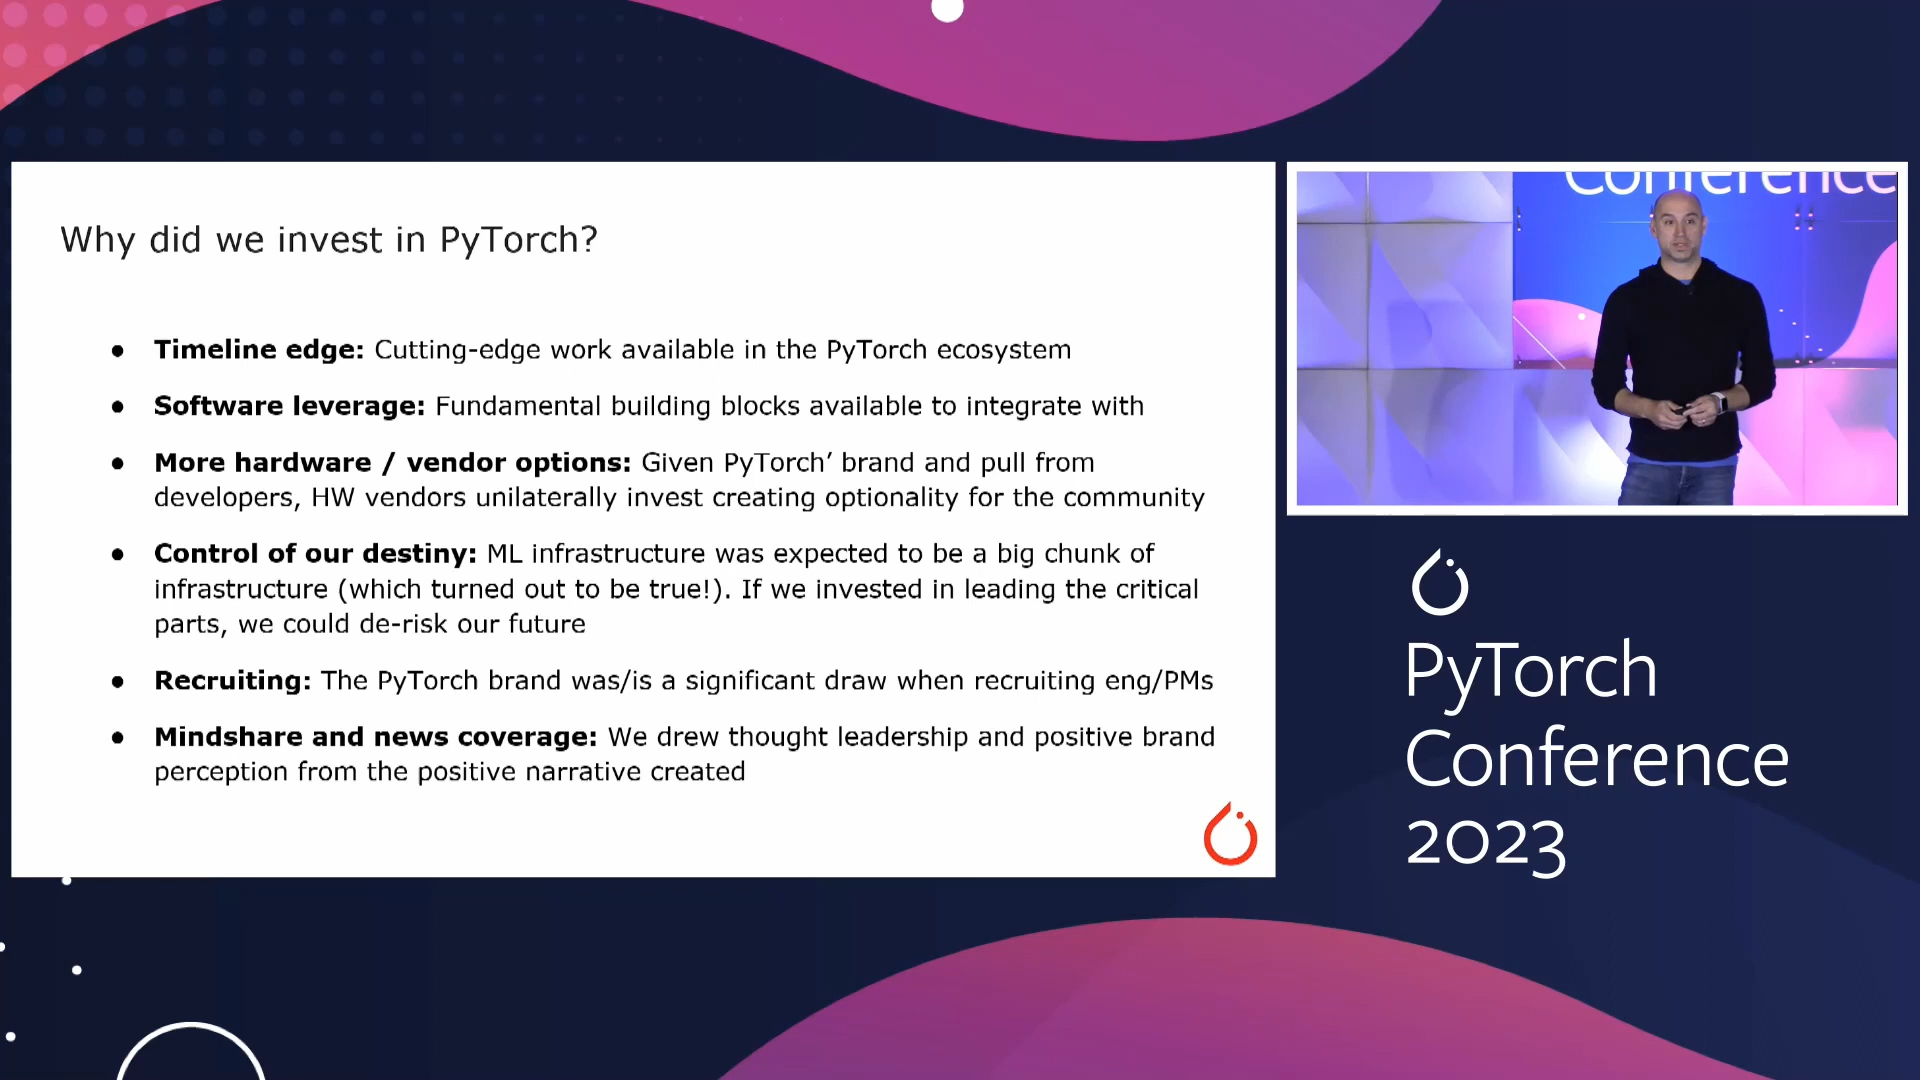 Why did we invest in PyTorch?
● Timeline edge: Cutting-edge work available in the PyTorch ecosystem
● Software leverage: Fundamental building blocks available to integrate with
● More hardware / vendor options: Given PyTorch’ brand and pull from
developers, HW vendors unilaterally invest creating optionality for the community
● Control of our destiny: ML infrastructure was expected to be a big chunk of
infrastructure (which turned out to be true!). If we invested in leading the critical
parts, we could de-risk our future
● Recruiting: The PyTorch brand was/is a significant draw when recruiting eng/PMs
● Mindshare and news coverage: We drew thought leadership and positive brand
perception from the positive narrative created
Conference
PyTorch
Conference
2023